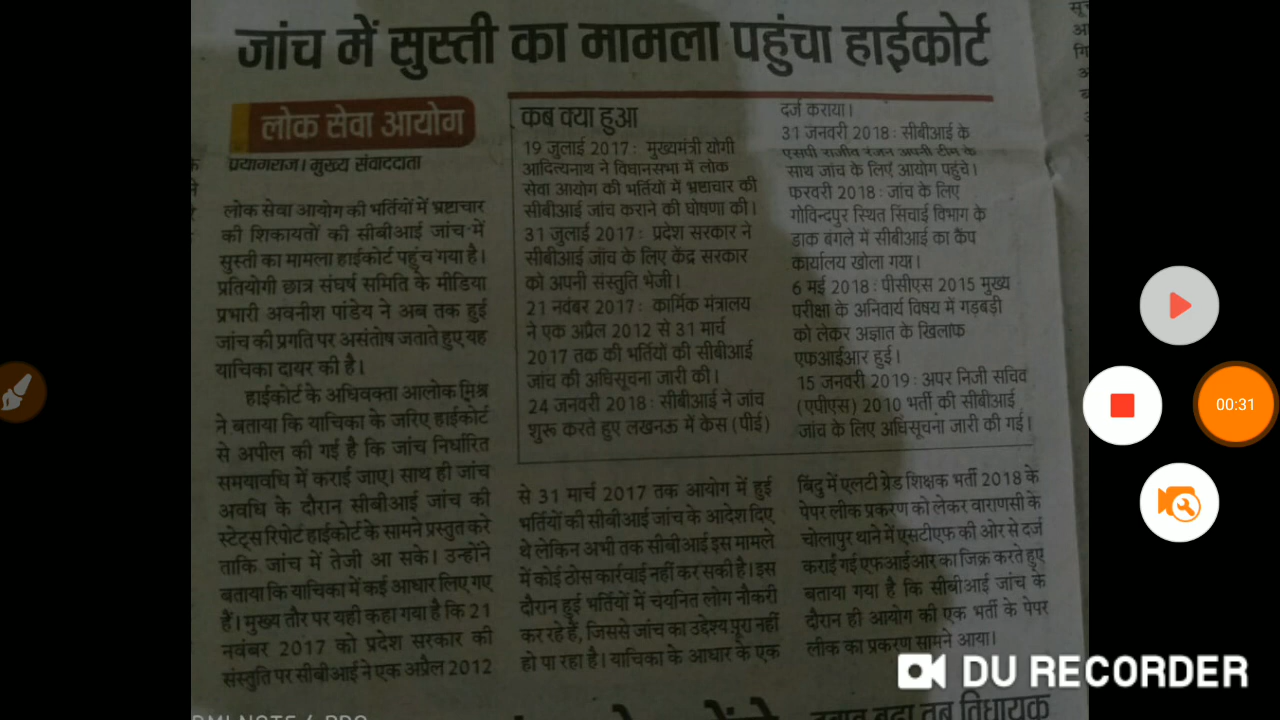 जांच में सुस्ती का मामला पहुंचा हाईकोर्ट
लोक सेवा आयोग
प्रयागराज। मुख्य संवाददाता
लोक सेवा आयोग की भर्तियों में भ्रष्टाचार
की शिकायतों की सीबीआई जांच में
सुस्ती का मामला हाईकोर्ट पहुंच गया है।
प्रतियोगी छात्र संघर्ष समिति के मीडिया
प्रभारी अवनीश पांडेय ने अब तक हुई
जांच की प्रगति पर असंतोष जताते हुए यह
याचिका दायर की है।
हाईकोर्ट के अधिवक्ता आलोक मिश्र
ने बताया कि याचिका के जरिए हाईकोर्ट
से अपील की गई है कि जांच निर्धारित
समयावधि में कराई जाए। साथ ही जांच
अवधि के दौरान सीबीआई जांच की
स्टेट्स रिपोर्ट हाईकोर्ट के सामने प्रस्तुत करे
ताकि जांच में तेजी आ सके। उन्होंने
बताया कि याचिका में कई आधार लिए गए
हैं। मुख्य तौर पर यही कहा गया है कि 21
नवंबर 2017 को प्रदेश सरकार की
संस्तुति पर सीबीआई ने एक अप्रैल 2012
कब क्या हुआ
19 जुलाई 2017: मुख्यमंत्री योगी
आदित्यनाथ ने विधानसभा में लोक
सेवा आयोग की भर्तियों में भ्रष्टाचार की
सीबीआई जांच कराने की घोषणा की।
31 जुलाई 2017: प्रदेश सरकार ने
सीबीआई जांच के लिए केंद्र सरकार
को अपनी संस्तुति भेजी।
21 नवंबर 2017: कार्मिक मंत्रालय
ने एक अप्रैल 2012 से 31 मार्च
2017 तक की भर्तियों की सीबीआई
जांच की अधिसूचना जारी की।
24 जनवरी 2018: सीबीआई ने जांच
शुरू करते हुए लखनऊ में केस (पीई)
दर्ज कराया।
31 जनवरी 2018: सीबीआई के
एसपी राजीव रंजन अपनी टीम के
साथ जांच के लिए आयोग पहुंचे।
फरवरी 2018: जांच के लिए
गोविन्दपुर स्थित सिचाई विभाग के
डाक बंगले में सीबीआई का कैंप
कार्यालय खोला गया।
6 मई 2018: पीसीएस 2015 मुख्य
परीक्षा के अनिवार्य विषय में गड़बड़ी
को लेकर अज्ञात के खिलाफ
एफआईआर हुई।
15 जनवरी 2019: अपर निजी सचिव
(एपीएस) 2010 भर्ती की सीबीआई
जांच के लिए अधिसूचना जारी की गई।
से 31 मार्च 2017 तक आयोग में हुई
भर्तियों की सीबीआई जांच के आदेश दिए
थे लेकिन अभी तक सीबीआई इस मामले
में कोई ठोस कार्रवाई नहीं कर सकी है। इस
दौरान हुई भर्तियों में चयनित लोग नौकरी
कर रहे हैं, जिससे जांच का उद्देश्य पूरा नहीं
हो पा रहा है। याचिका के आधार के एक
बिंदु में एलटी ग्रेड शिक्षक भर्ती 2018 के
पेपर लीक प्रकरण को लेकर वाराणसी के
चोलापुर थाने में एसटीएफ की ओर से दर्ज
कराई गई एफआईआर का जिक्र करते हुए
बताया गया है कि सीबीआई जांच के
दौरान ही आयोग की एक भर्ती के पेपर
लीक का प्रकरण सामने आया।
00:31
DU RECORDER